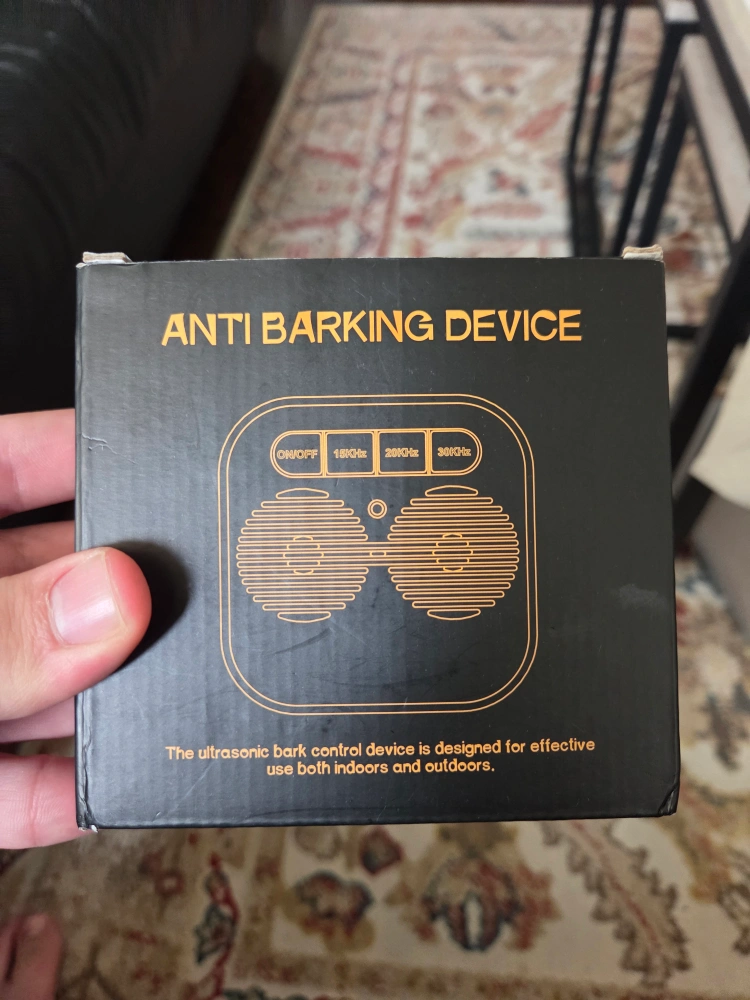 ANTI BARKING DEVICE
ON/OFF 15KHz 20KHz 30KHz
The ultrasonic bark control device is designed for effective
use both indoors and outdoors.